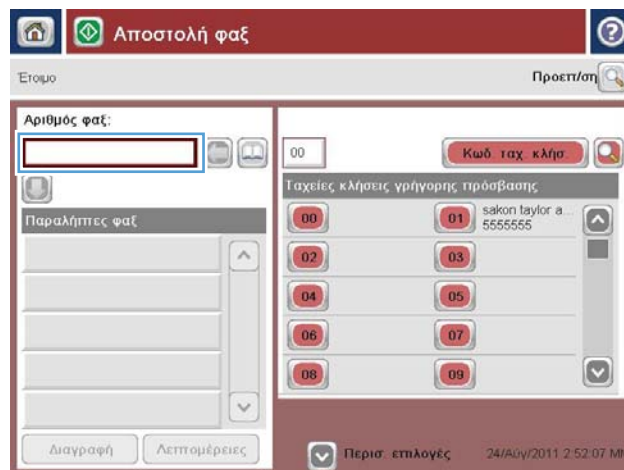 Αποστολή φαξ
?
Έτοιμο
Προεπ/ση
Αριθμός φαξ:
00
Κωδ. ταχ. κλήσ.
Ταχείες κλήσεις γρήγορης πρόσβασης
Παραλήπτες φαξ
00
01 sakon taylor a...
5555555
02
03
04
05
06
07
08
09
Διαγραφή
Λεπτομέρειες
Περισ. επιλογές
24/Αύγ/2011 2:52:07 ΜΜ